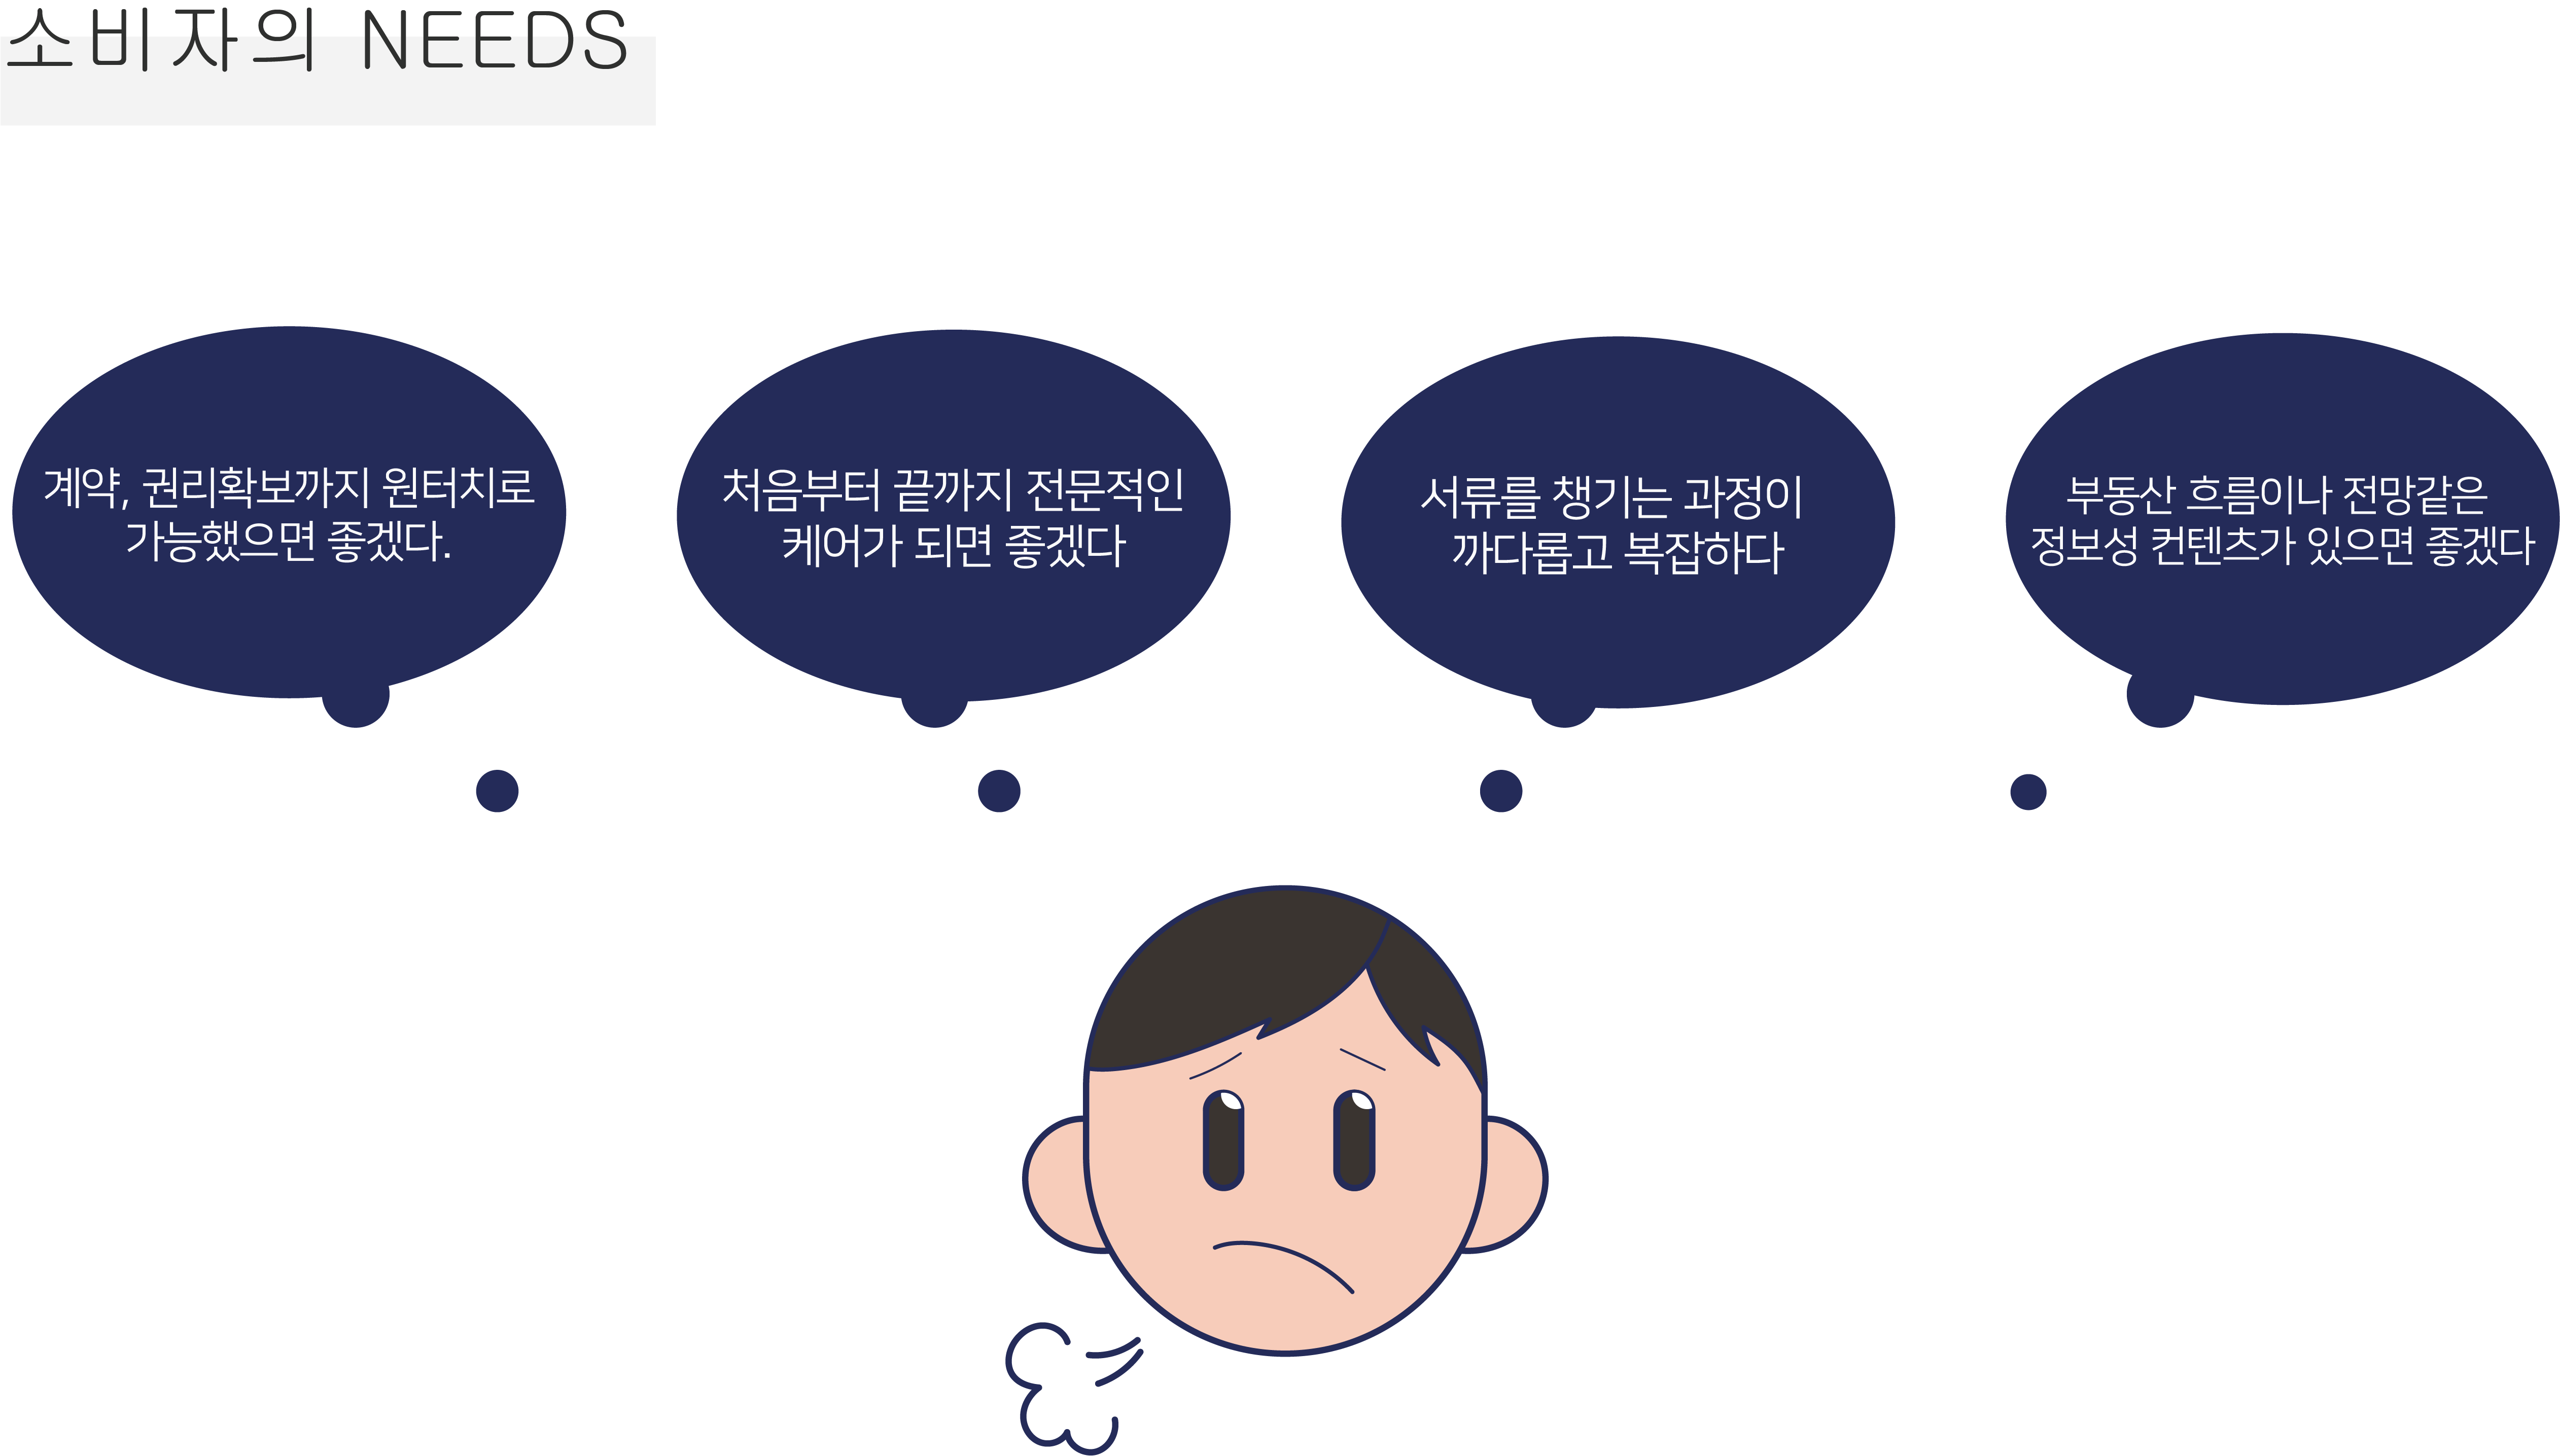 소비자의 NEEDS
계약, 권리확보까지 원터치로
가능했으면 좋겠다.
처음부터 끝까지 전문적인
케어가 되면 좋겠다
서류를 챙기는 과정이
까다롭고 복잡하다
부동산 흐름이나 전망같은
정보성 컨텐츠가 있으면 좋겠다